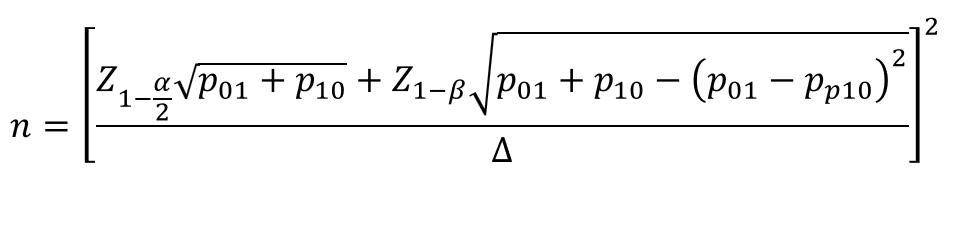 n = [ (Z_{1-α/2}√(p_{01} + p_{10}) + Z_{1-β}√(p_{01} + p_{10} − (p_{01} − p_{p10})^2)) / Δ ]^2